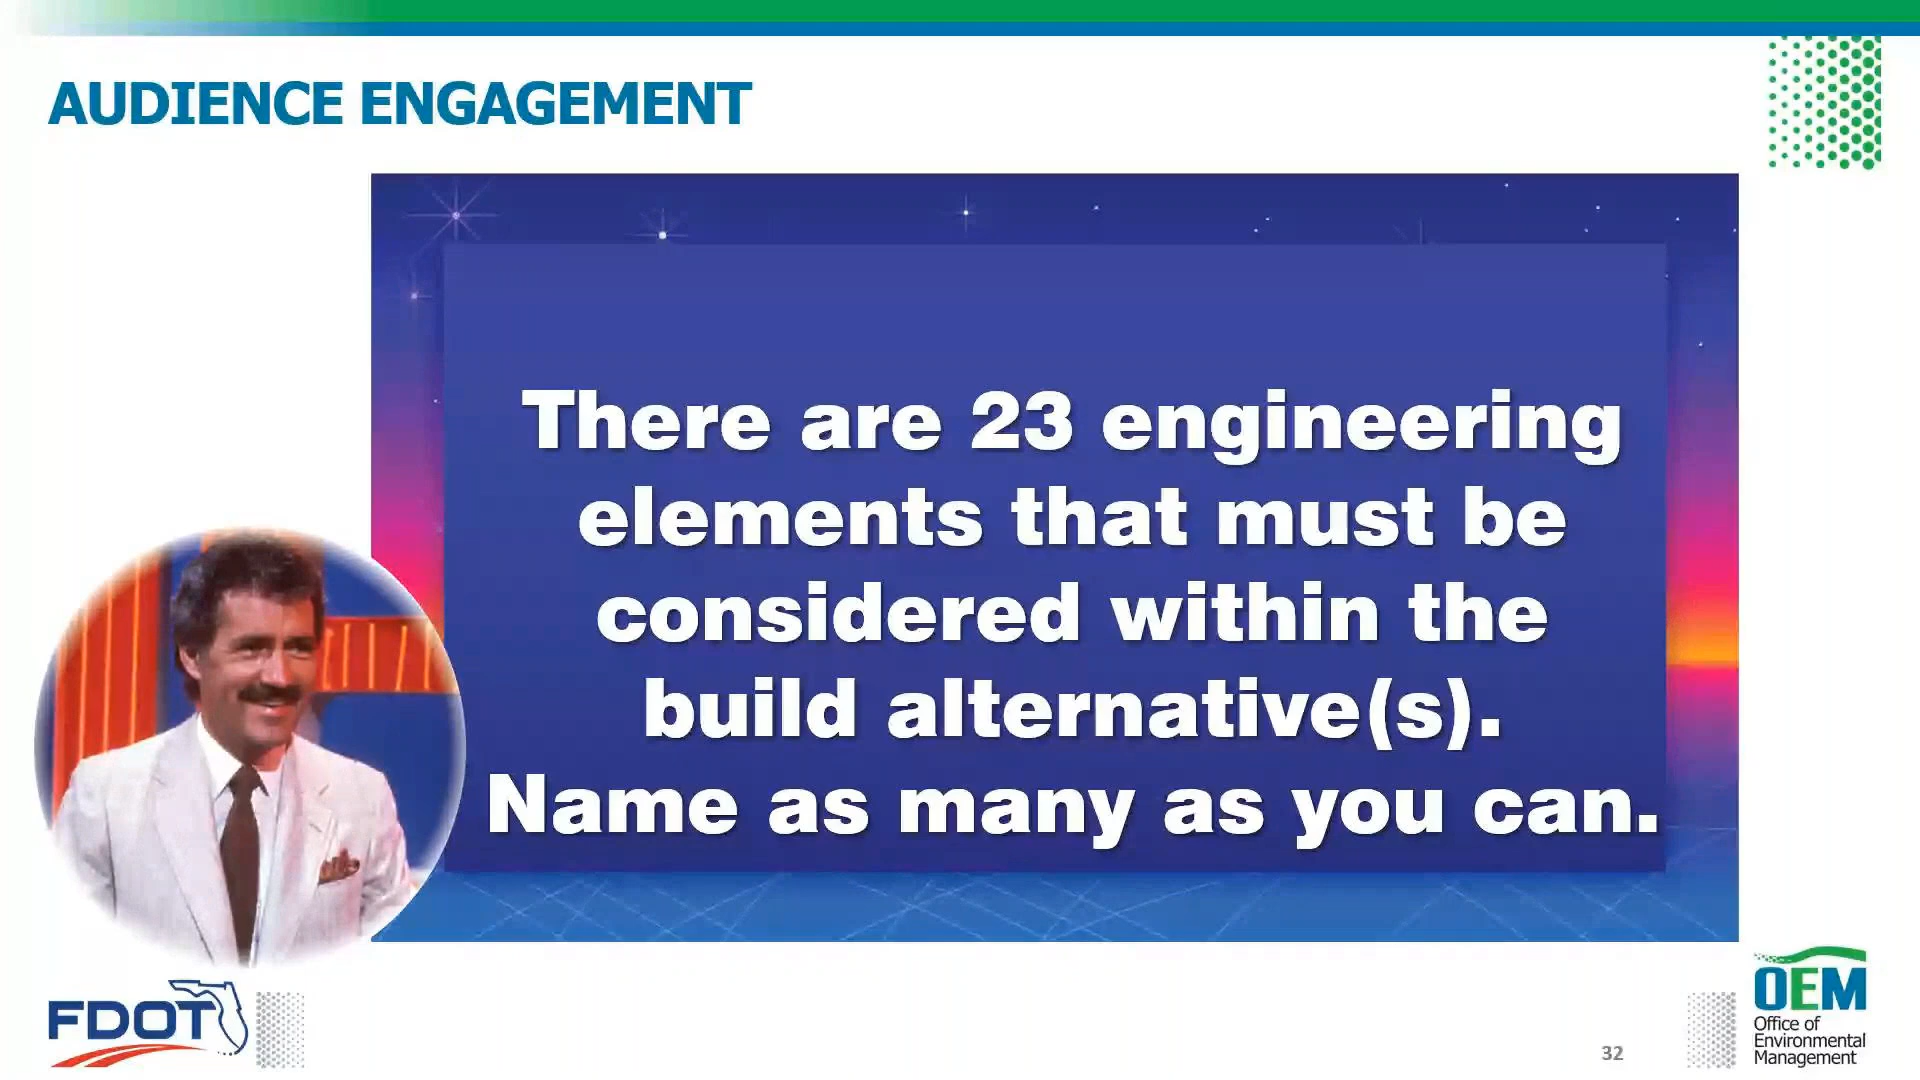 AUDIENCE ENGAGEMENT
There are 23 engineering
elements that must be
considered within the
build alternative(s).
Name as many as you can.
FDOT
32
OEM
Office of
Environmental
Management